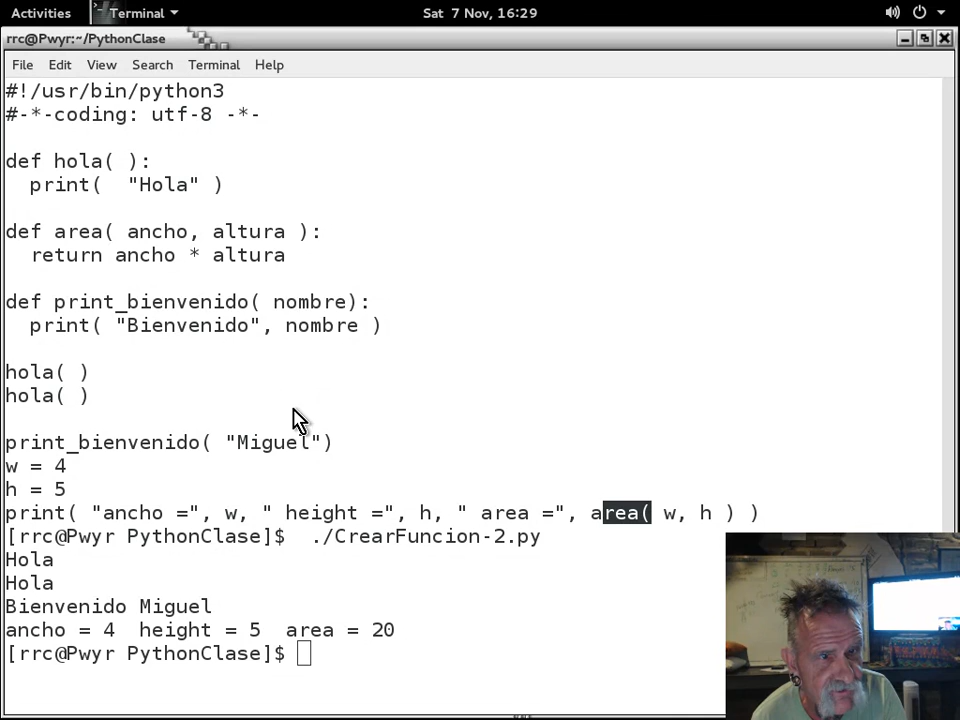 Activities Terminal Sat 7 Nov, 16:29
rrc@Pwyr:~/PythonClase
File Edit View Search Terminal Help
#!/usr/bin/python3
#-*-coding: utf-8 -*-
def hola( ):
  print(  "Hola" )
def area( ancho, altura ):
  return ancho * altura
def print_bienvenido( nombre):
  print( "Bienvenido", nombre )
hola( )
hola( )
print_bienvenido( "Miguel")
w = 4
h = 5
print( "ancho =", w, " height =", h, " area =", area( w, h ) )
[rrc@Pwyr PythonClase]$  ./CrearFuncion-2.py
Hola
Hola
Bienvenido Miguel
ancho = 4  height = 5  area = 20
[rrc@Pwyr PythonClase]$